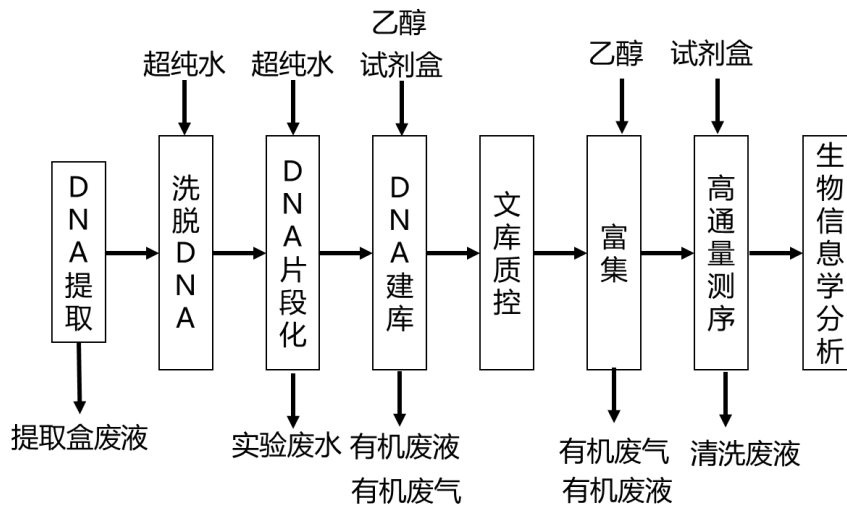 乙醇
超纯水
超纯水
试剂盒
乙醇
试剂盒
DNA提取
洗脱DNA
DNA片段化
DNA建库
文库质控
富集
高通量测序
生物信息学分析
提取盒废液
实验废水
有机废液
有机废气
有机废气
有机废液
清洗废液